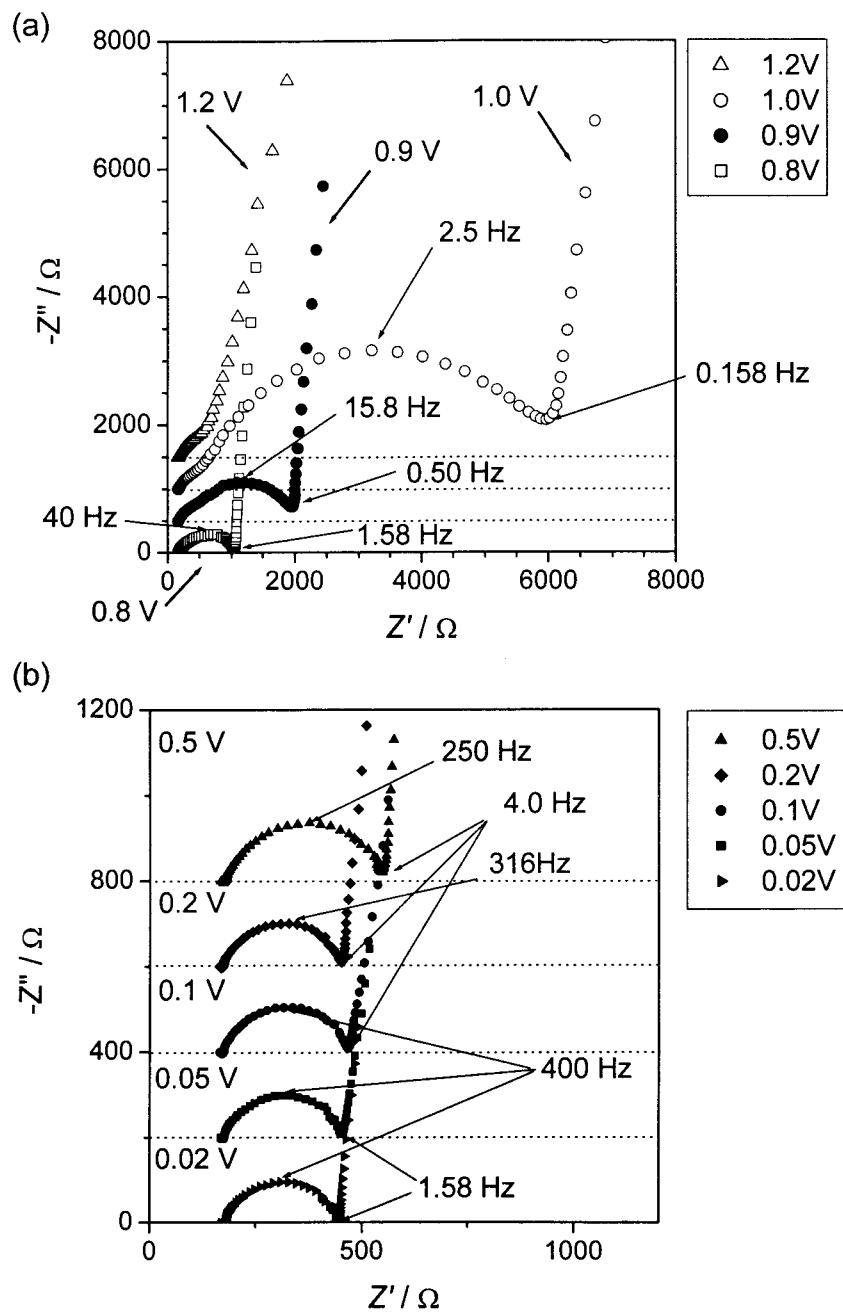 (a)
8000
6000
4000
2000
0
-Z" / Ω
1.2 V
0.9 V
1.0 V
2.5 Hz
15.8 Hz
0.158 Hz
0.50 Hz
40 Hz
1.58 Hz
0.8 V
0 2000 4000 6000 8000
Z' / Ω
1.2V
1.0V
0.9V
0.8V
(b)
1200
800
400
0
-Z" / Ω
0.5 V
250 Hz
4.0 Hz
316Hz
0.2 V
0.1 V
0.05 V
400 Hz
0.02 V
1.58 Hz
0 500 1000
Z' / Ω
0.5V
0.2V
0.1V
0.05V
0.02V